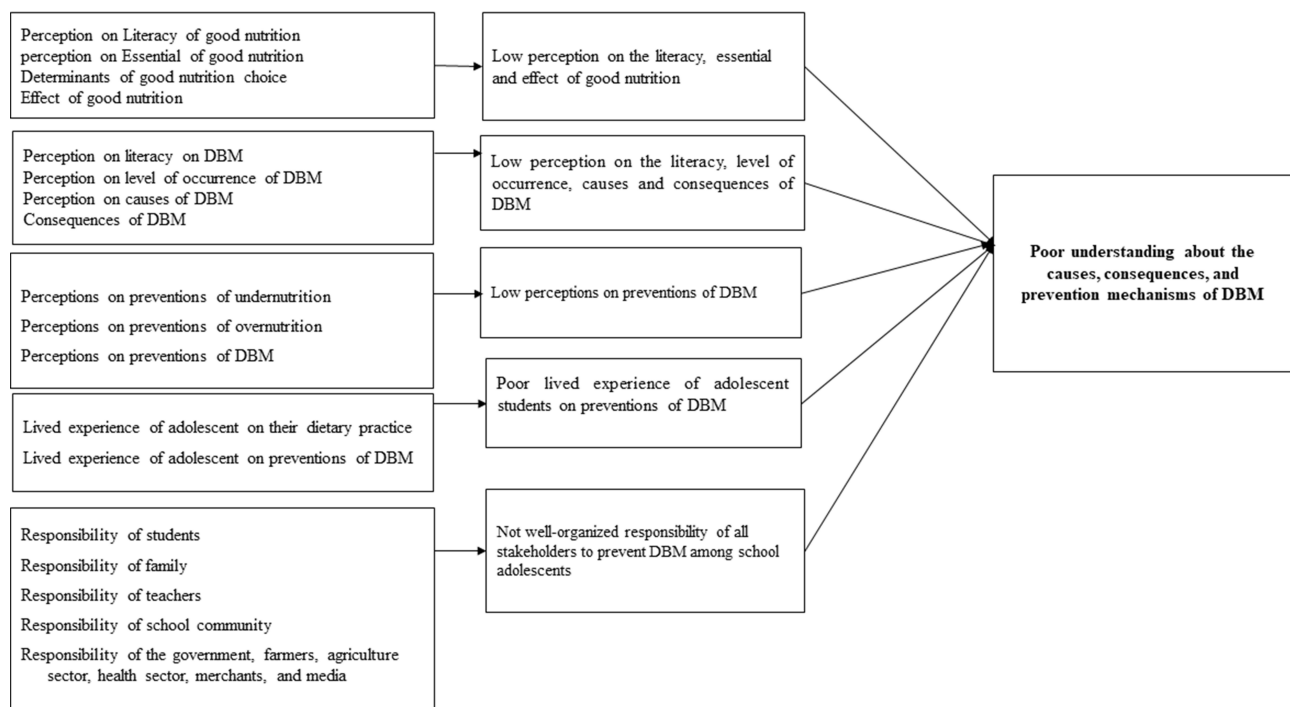 Perception on Literacy of good nutrition
perception on Essential of good nutrition
Determinants of good nutrition choice
Effect of good nutrition
Low perception on the literacy, essential
and effect of good nutrition
Perception on literacy on DBM
Perception on level of occurrence of DBM
Perception on causes of DBM
Consequences of DBM
Low perception on the literacy, level of
occurrence, causes and consequences of
DBM
Perceptions on preventions of undernutrition
Perceptions on preventions of overnutrition
Perceptions on preventions of DBM
Low perceptions on preventions of DBM
Lived experience of adolescent on their dietary practice
Lived experience of adolescent on preventions of DBM
Poor lived experience of adolescent
students on preventions of DBM
Responsibility of students
Responsibility of family
Responsibility of teachers
Responsibility of school community
Responsibility of the government, farmers, agriculture
sector, health sector, merchants, and media
Not well-organized responsibility of all
stakeholders to prevent DBM among school
adolescents
Poor understanding about the
causes, consequences, and
prevention mechanisms of DBM